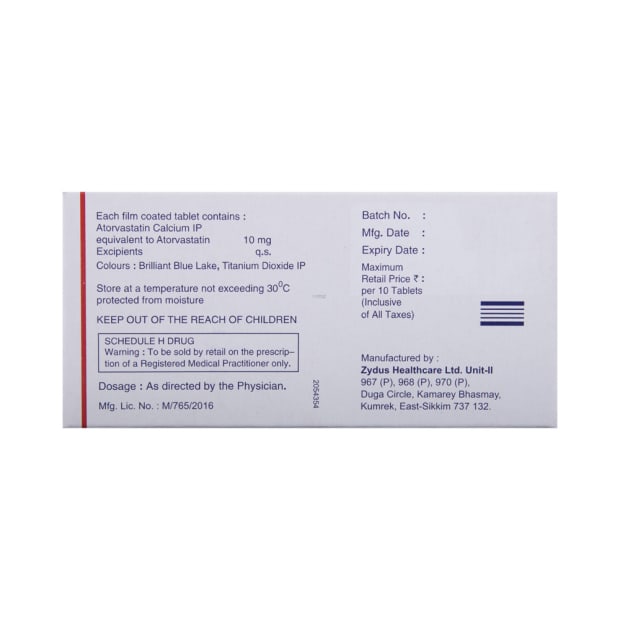 Each film coated tablet contains :
Atorvastatin Calcium IP
equivalent to Atorvastatin 10 mg
Excipients q.s.
Colours : Brilliant Blue Lake, Titanium Dioxide IP
Store at a temperature not exceeding 30⁰C
protected from moisture
KEEP OUT OF THE REACH OF CHILDREN
SCHEDULE H DRUG
Warning : To be sold by retail on the prescrip–
tion of a Registered Medical Practitioner only.
Dosage : As directed by the Physician.
Mfg. Lic. No. : M/765/2016
2054354
Batch No. :
Mfg. Date :
Expiry Date :
Maximum
Retail Price ₹ :
per 10 Tablets
(Inclusive
of All Taxes)
Manufactured by :
Zydus Healthcare Ltd. Unit-II
967 (P), 968 (P), 970 (P),
Duga Circle, Kamarey Bhasmay,
Kumrek, East-Sikkim 737 132.